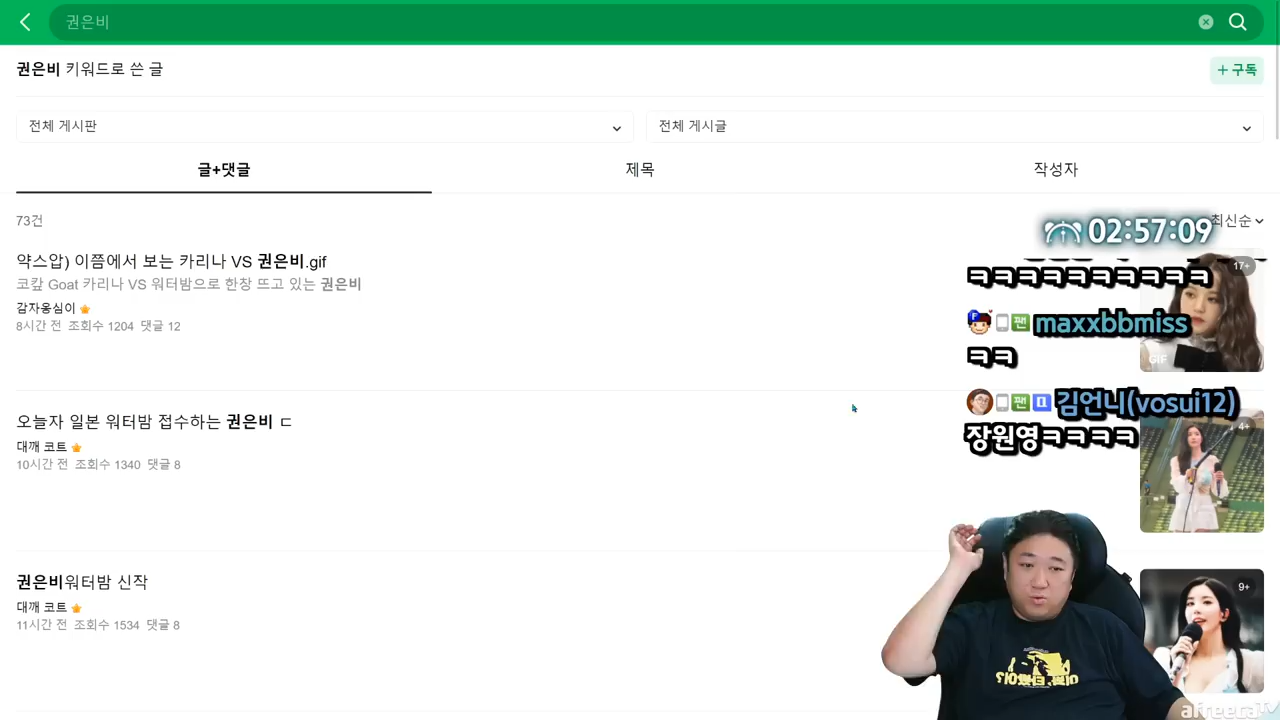 권은비
권은비 키워드로 쓴 글
+ 구독
전체 게시판
전체 게시글
글+댓글
제목
작성자
73건
최신순
02:57:09
약스압) 이쯤에서 보는 카리나 VS 권은비.gif
코칲 Goat 카리나 VS 워터밤으로 한창 뜨고 있는 권은비
감자옹심이
8시간 전 조회수 1204 댓글 12
17+
GIF
ㅋㅋㅋㅋㅋㅋㅋㅋㅋㅋ
팬 maxxbbmiss
ㅋㅋ
팬 n 김언니(vosui12)
장원영ㅋㅋㅋㅋ
오늘자 일본 워터밤 접수하는 권은비 ㄷ
대깨 코트
10시간 전 조회수 1340 댓글 8
4+
권은비워터밤 신작
대깨 코트
11시간 전 조회수 1534 댓글 8
9+
afreecaTV